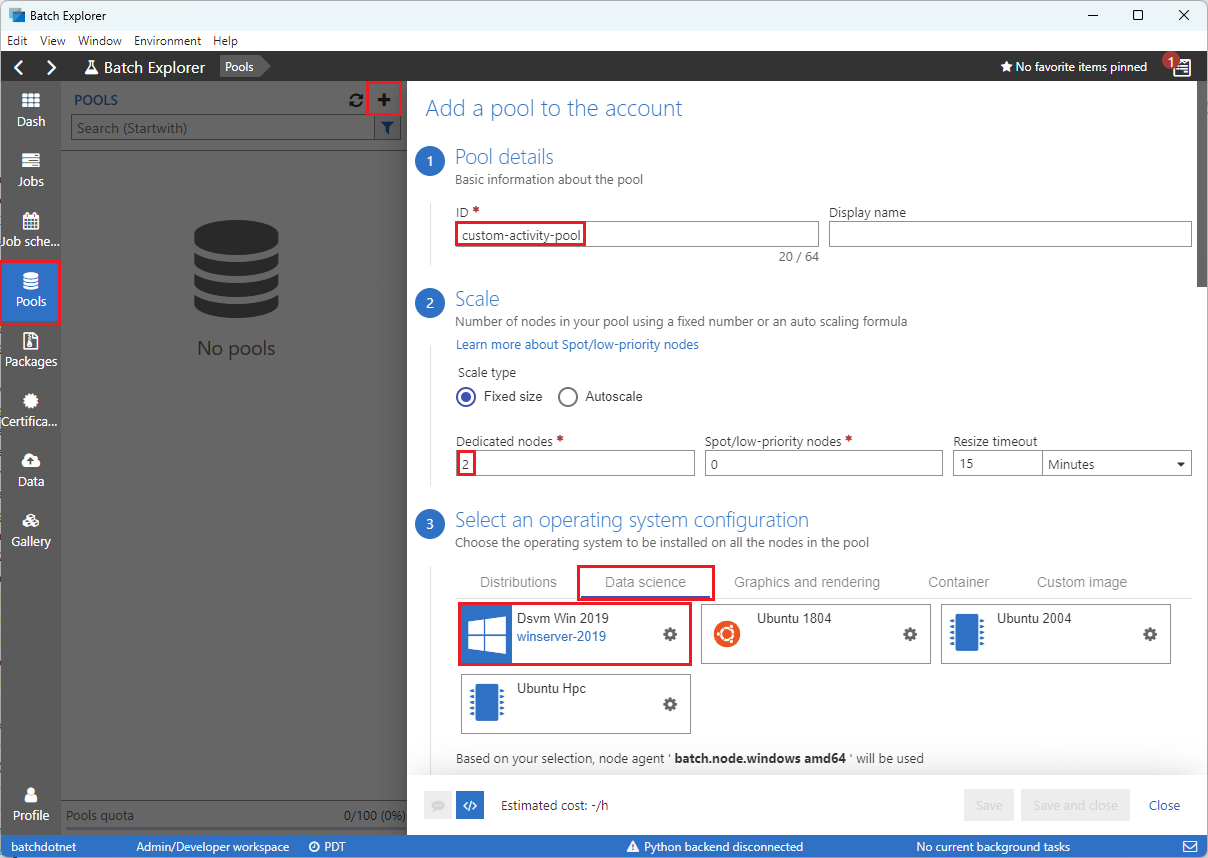 Batch Explorer
Edit View Window Environment Help
Batch Explorer Pools No favorite items pinned 1
Dash
Jobs
Job sche...
Pools
Packages
Certifica...
Data
Gallery
Profile
POOLS
Search (Startwith)
No pools
Pools quota 0/100 (0%)
Add a pool to the account
1 Pool details
Basic information about the pool
ID * Display name
custom-activity-pool
20 / 64
2 Scale
Number of nodes in your pool using a fixed number or an auto scaling formula
Learn more about Spot/low-priority nodes
Scale type
Fixed size Autoscale
Dedicated nodes * Spot/low-priority nodes * Resize timeout
2 0 15 Minutes
3 Select an operating system configuration
Choose the operating system to be installed on all the nodes in the pool
Distributions Data science Graphics and rendering Container Custom image
Dsvm Win 2019 Ubuntu 1804 Ubuntu 2004
winserver-2019
Ubuntu Hpc
Based on your selection, node agent ' batch.node.windows amd64 ' will be used
</> Estimated cost: -/h Save Save and close Close
batchdotnet Admin/Developer workspace PDT Python backend disconnected No current background tasks